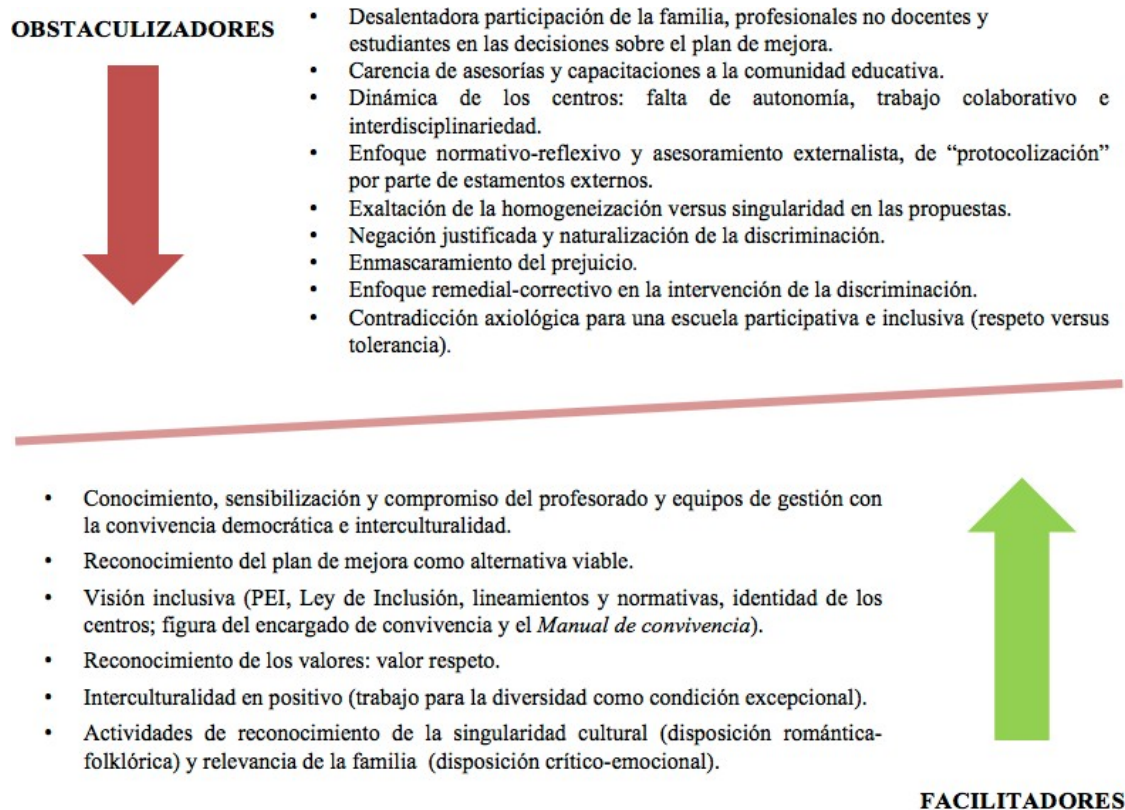 OBSTACULIZADORES
• Desalentadora participación de la familia, profesionales no docentes y
estudiantes en las decisiones sobre el plan de mejora.
• Carencia de asesorías y capacitaciones a la comunidad educativa.
• Dinámica de los centros: falta de autonomía, trabajo colaborativo e
interdisciplinariedad.
• Enfoque normativo-reflexivo y asesoramiento externalista, de “protocolización”
por parte de estamentos externos.
• Exaltación de la homogeneización versus singularidad en las propuestas.
• Negación justificada y naturalización de la discriminación.
• Enmascaramiento del prejuicio.
• Enfoque remedial-correctivo en la intervención de la discriminación.
• Contradicción axiológica para una escuela participativa e inclusiva (respeto versus
tolerancia).
• Conocimiento, sensibilización y compromiso del profesorado y equipos de gestión con
la convivencia democrática e interculturalidad.
• Reconocimiento del plan de mejora como alternativa viable.
• Visión inclusiva (PEI, Ley de Inclusión, lineamientos y normativas, identidad de los
centros; figura del encargado de convivencia y el Manual de convivencia).
• Reconocimiento de los valores: valor respeto.
• Interculturalidad en positivo (trabajo para la diversidad como condición excepcional).
• Actividades de reconocimiento de la singularidad cultural (disposición romántica-
folklórica) y relevancia de la familia (disposición crítico-emocional).
FACILITADORES